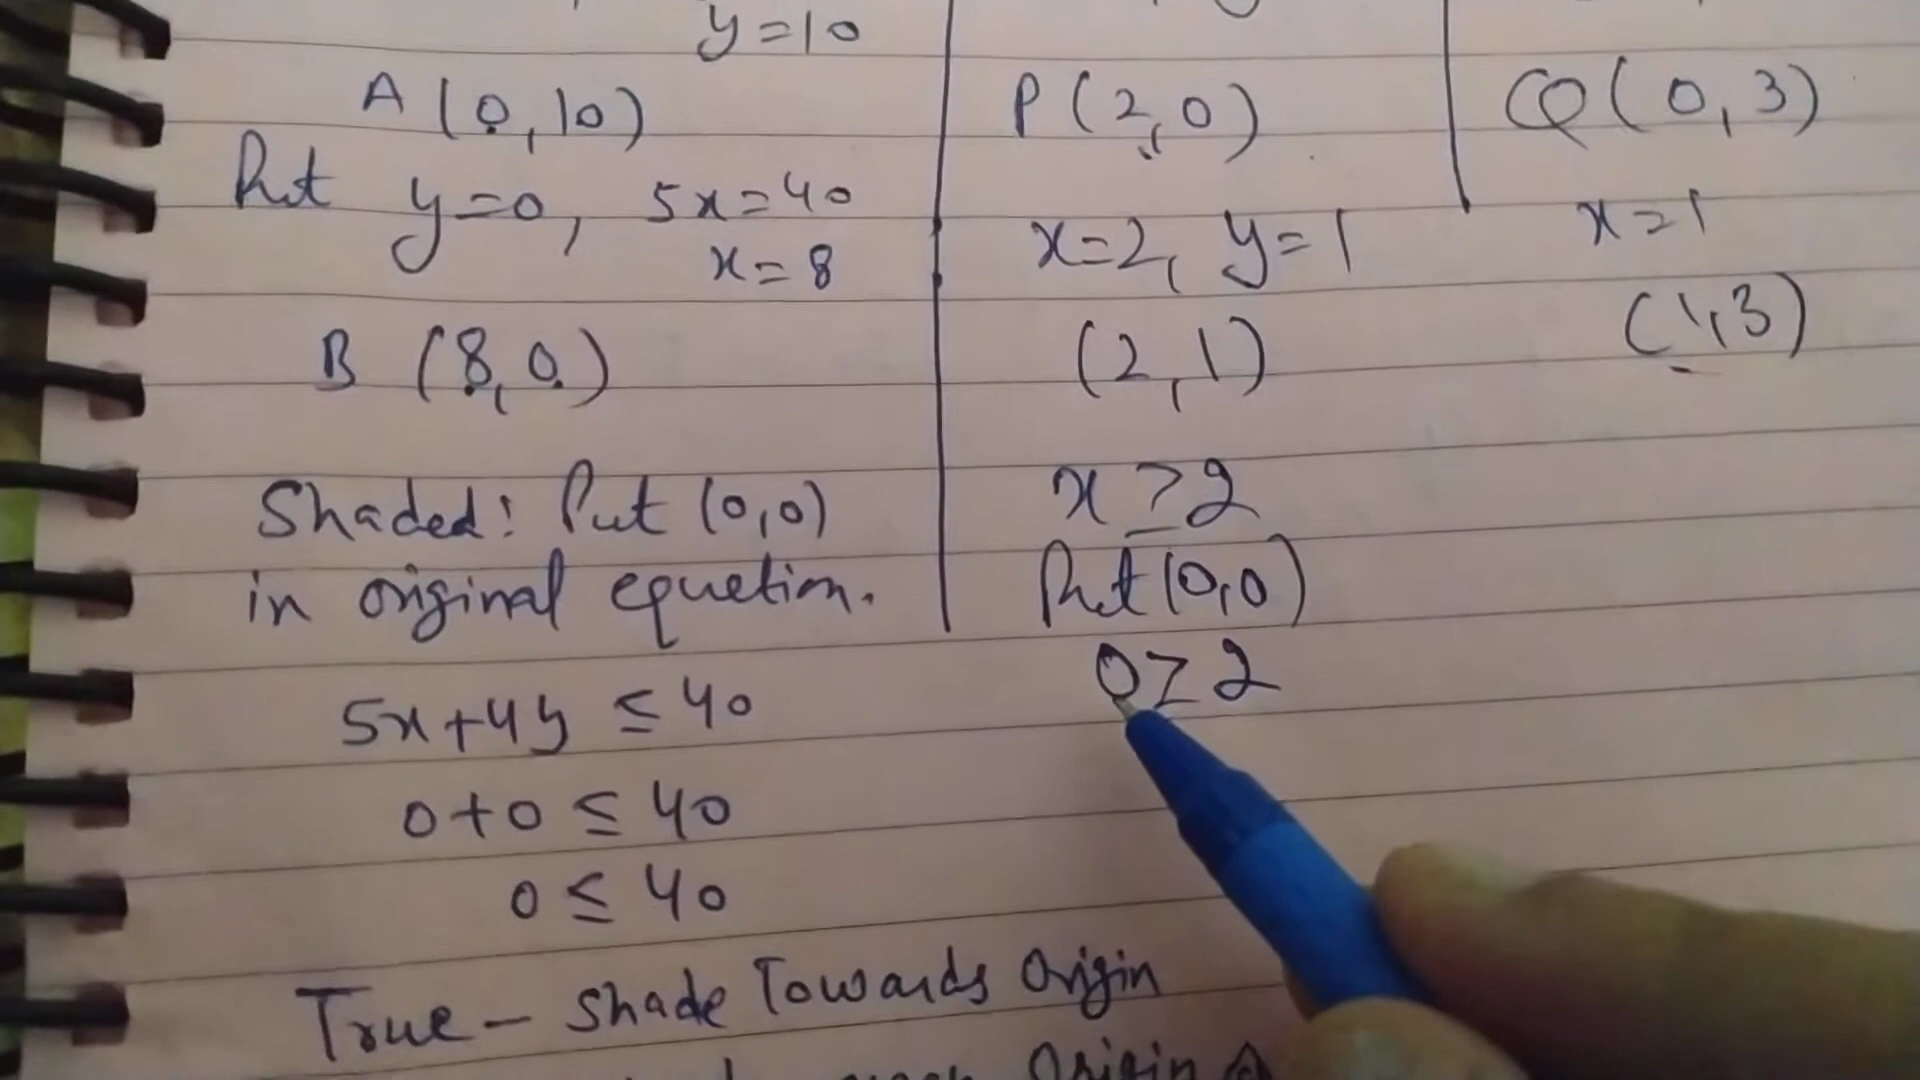 y=10
A (0,10)
Put y=0, 5x=40
x=8
B (8,0)
Shaded: Put (0,0)
in original equetion.
5x+4y ≤ 40
0+0 ≤ 40
0 ≤ 40
True - Shade Towards Origin
Origin
P(2,0)
x=2, y=1
(2,1)
x ≥ 2
Put (0,0)
0 ≥ 2
Q(0,3)
x=1
(1,3)